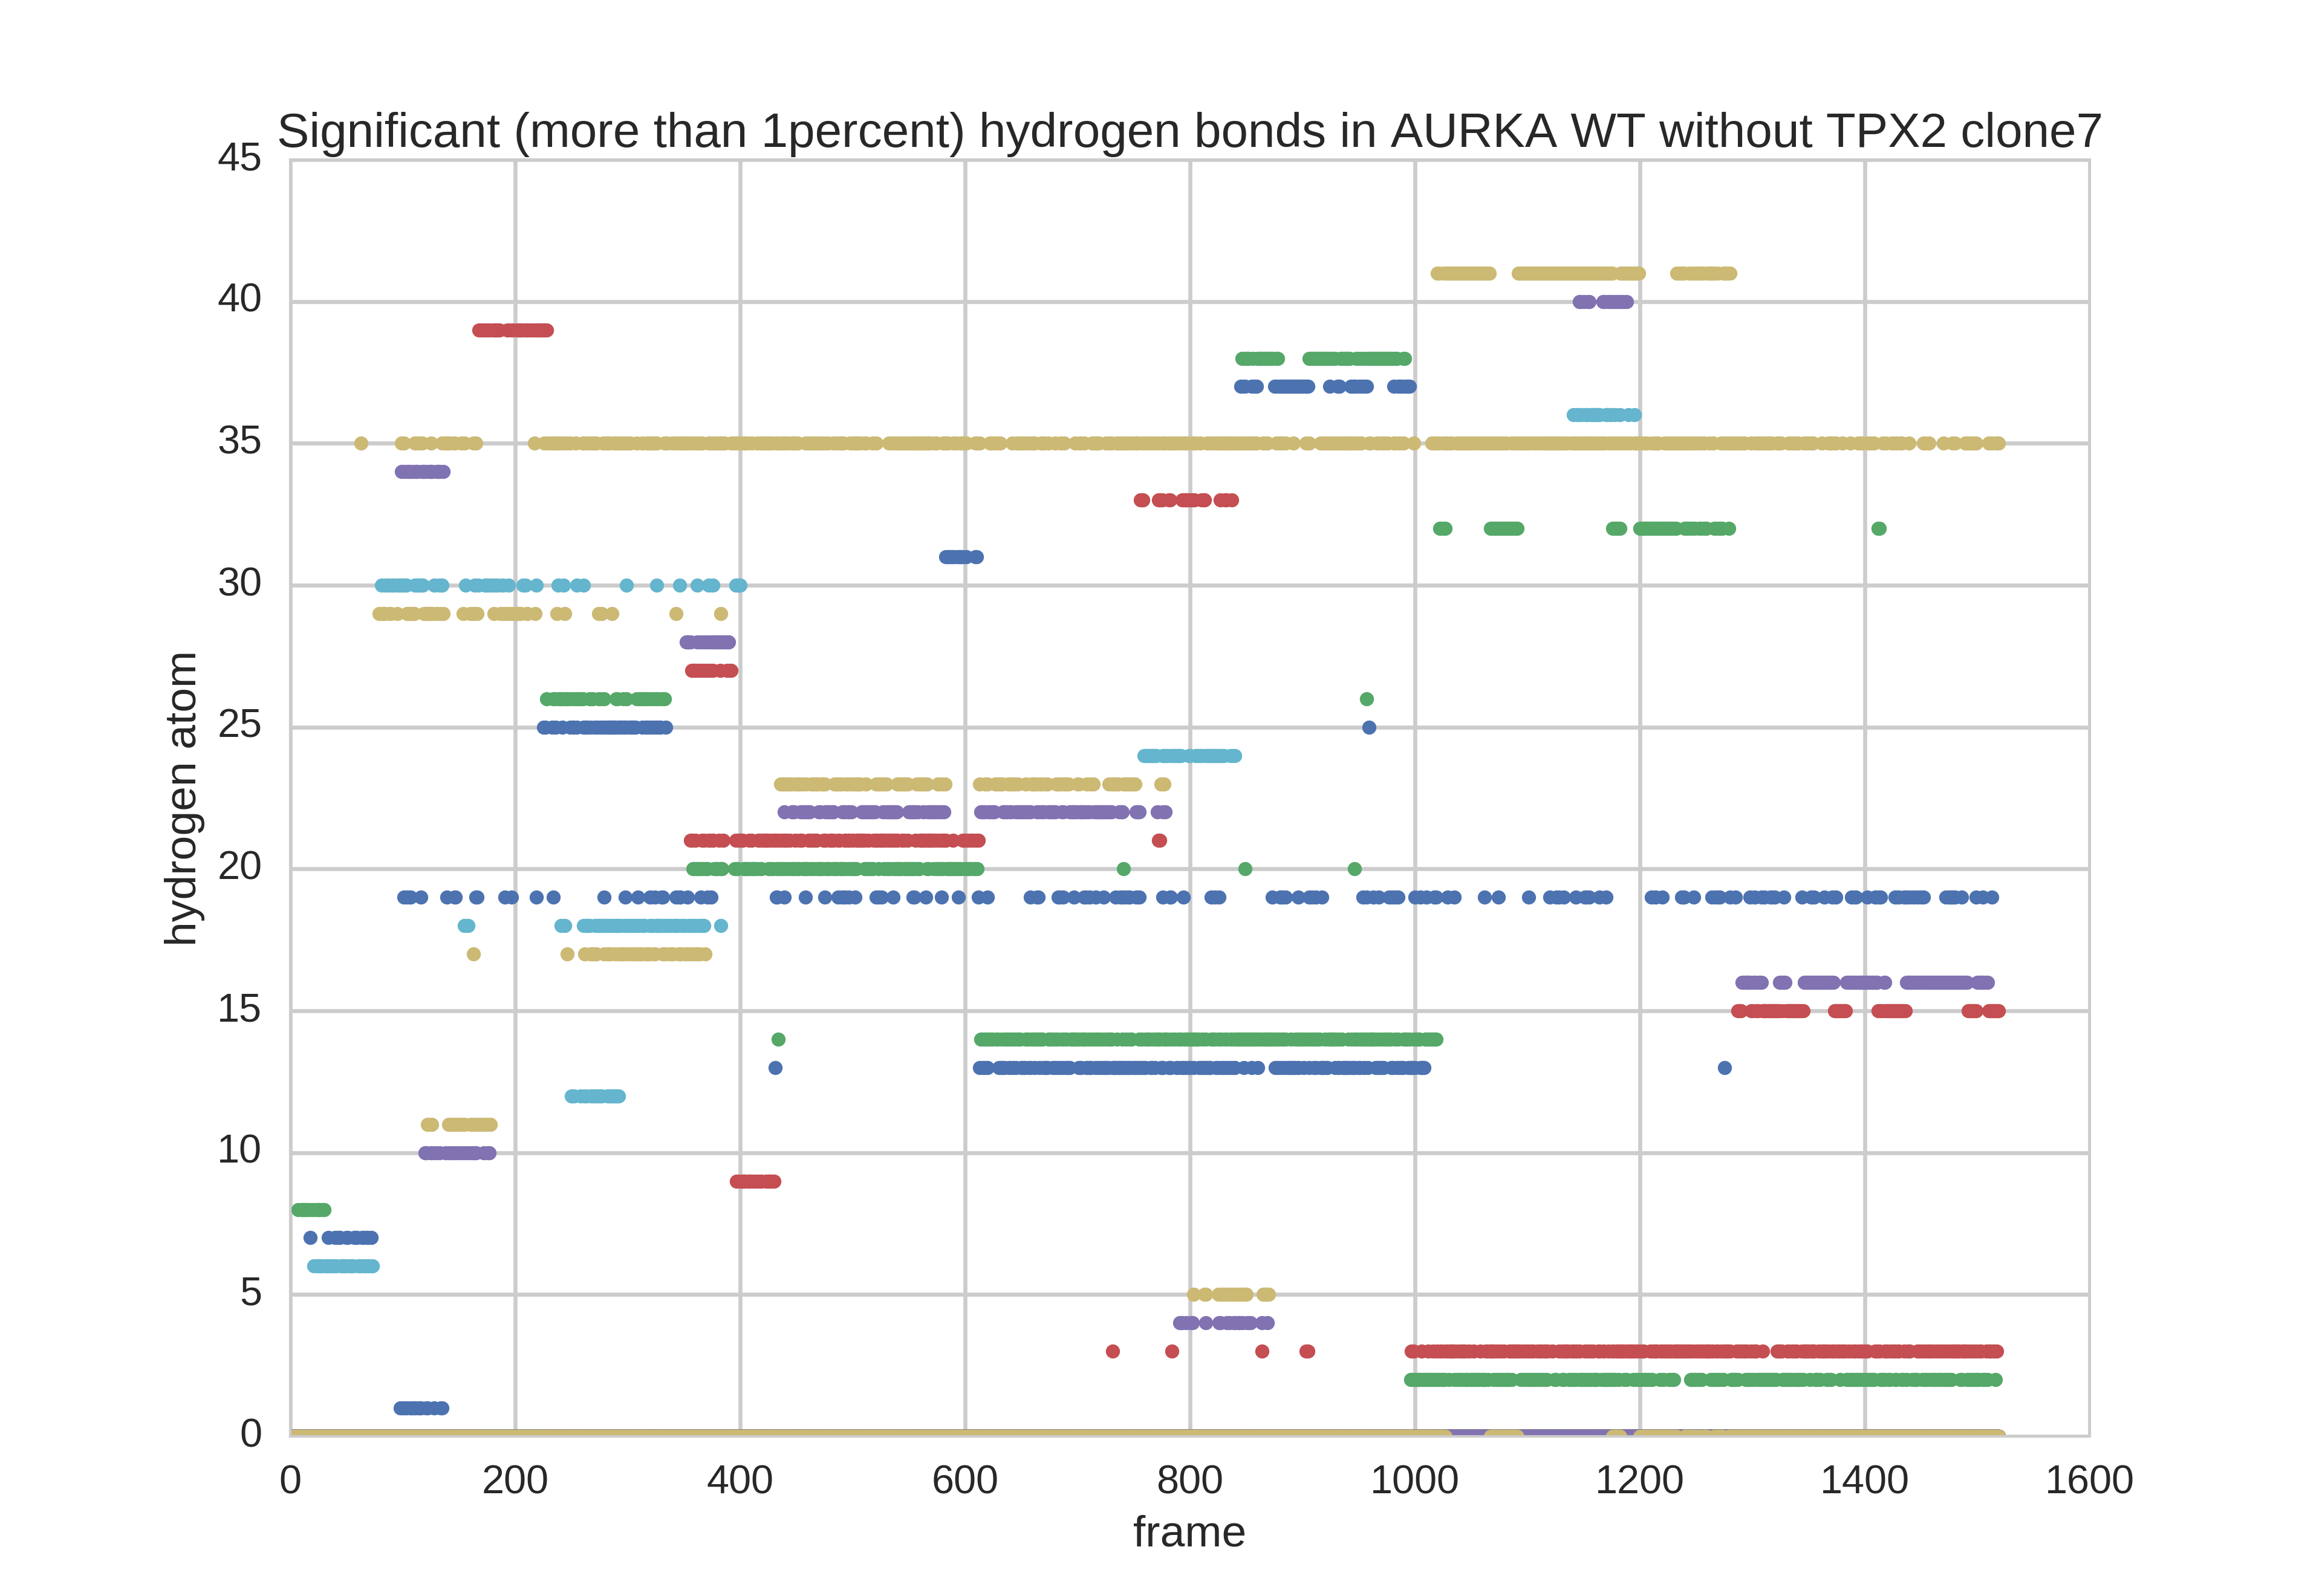 Significant (more than 1percent) hydrogen bonds in AURKA WT without TPX2 clone7
45
40
35
30
25
20
15
10
5
0
hydrogen atom
0 200 400 600 800 1000 1200 1400 1600
frame